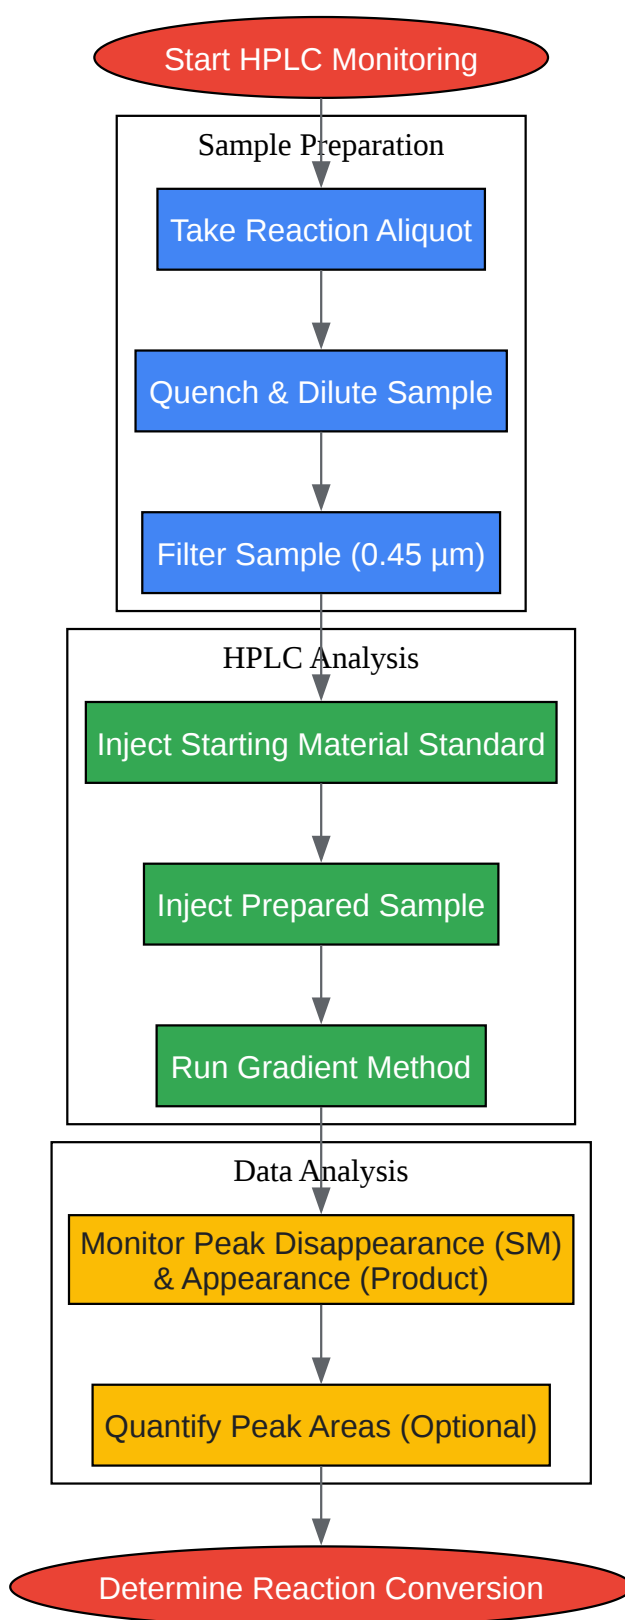 Start HPLC Monitoring
Sample Preparation
Take Reaction Aliquot
Quench & Dilute Sample
Filter Sample (0.45 µm)
HPLC Analysis
Inject Starting Material Standard
Inject Prepared Sample
Run Gradient Method
Data Analysis
Monitor Peak Disappearance (SM)
& Appearance (Product)
Quantify Peak Areas (Optional)
Determine Reaction Conversion